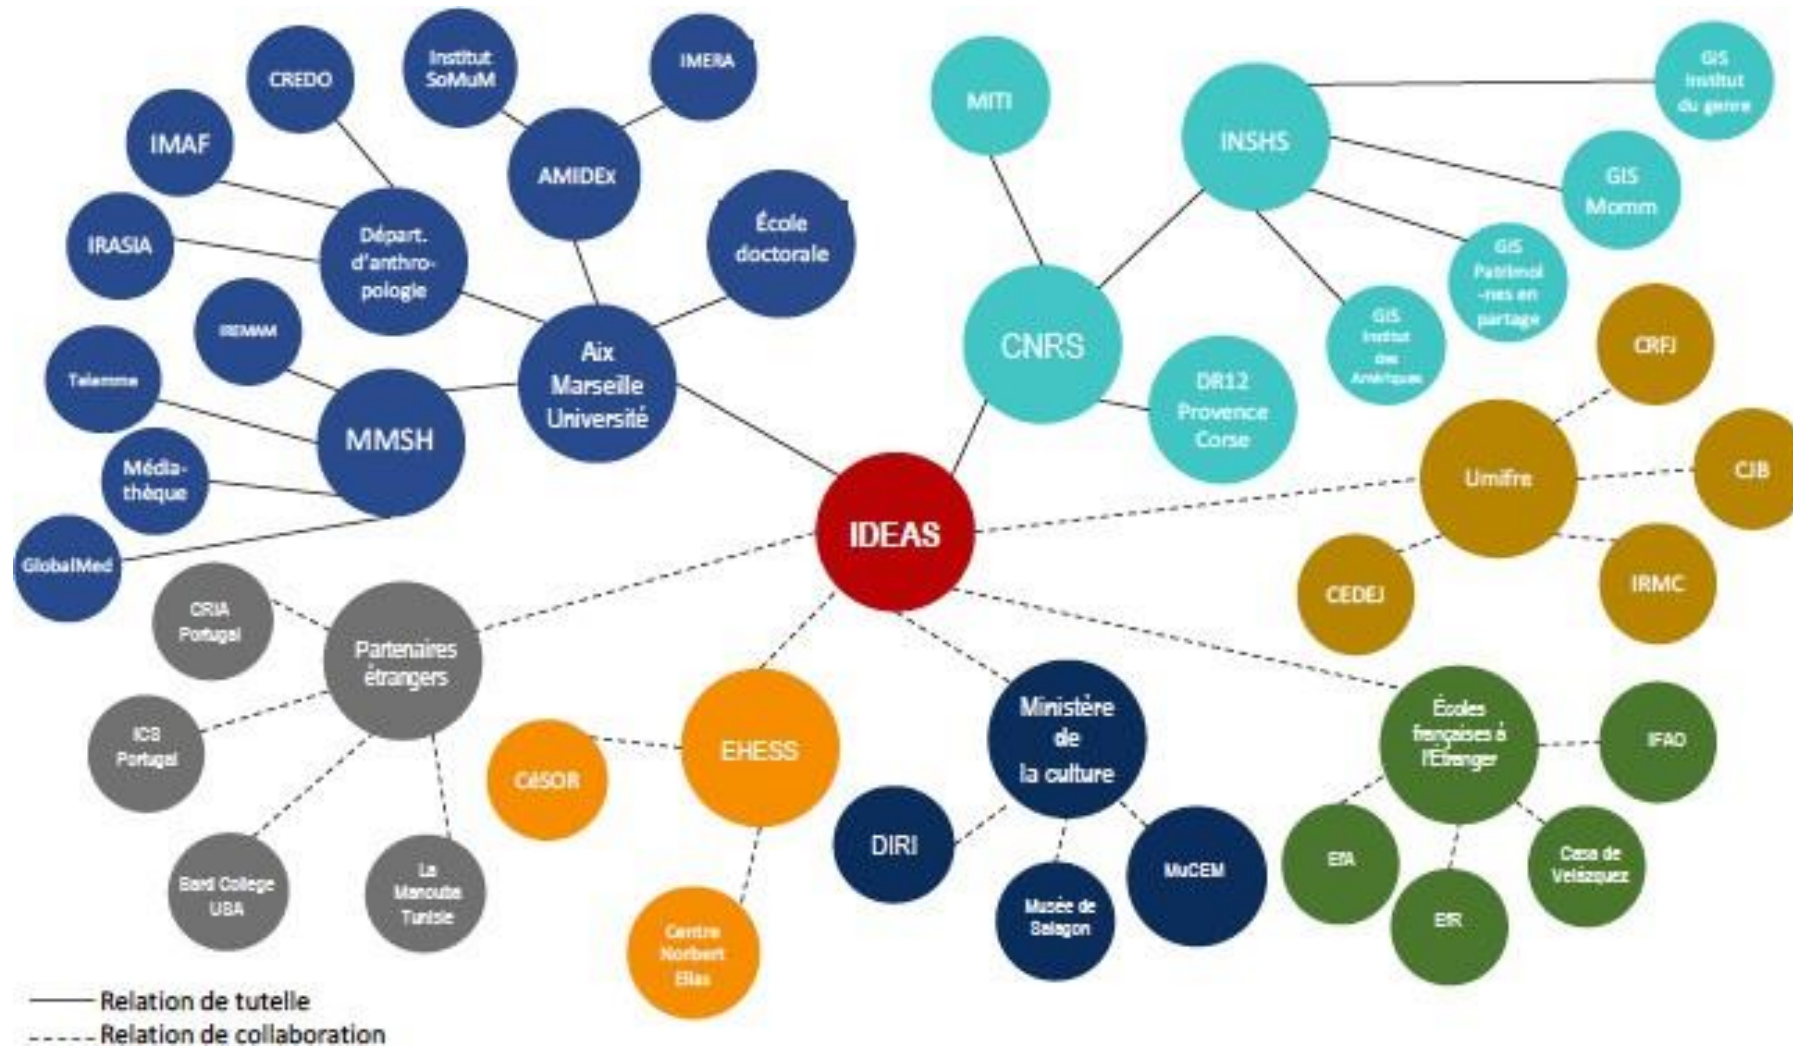 CREDO
Institut
SoMuM
IMERA
IMAF
AMIDEx
École
doctorale
IRASIA
Départ.
d'anthro-
pologie
IREMAM
Telemma
Aix
Marseille
Université
MMSH
Média-
thèque
GlobalMed
MITI
INSHS
GIS
Institut
du genre
GIS
Momm
GIS
Patrimoi
-nes en
partage
GIS
Institut
des
Amériques
CNRS
DR12
Provence
Corse
IDEAS
CRFJ
Umifre
CJB
CEDEJ
IRMC
CRIA
Portugal
Partenaires
étrangers
ICS
Portugal
Bard College
USA
La
Manouba
Tunisie
EHESS
CéSOR
Centre
Norbert
Elias
Ministère
de
la culture
DIRI
Musée de
Salagon
MuCEM
Écoles
françaises à
l'Étranger
IFAO
EfA
EfR
Casa de
Velázquez
Relation de tutelle
Relation de collaboration